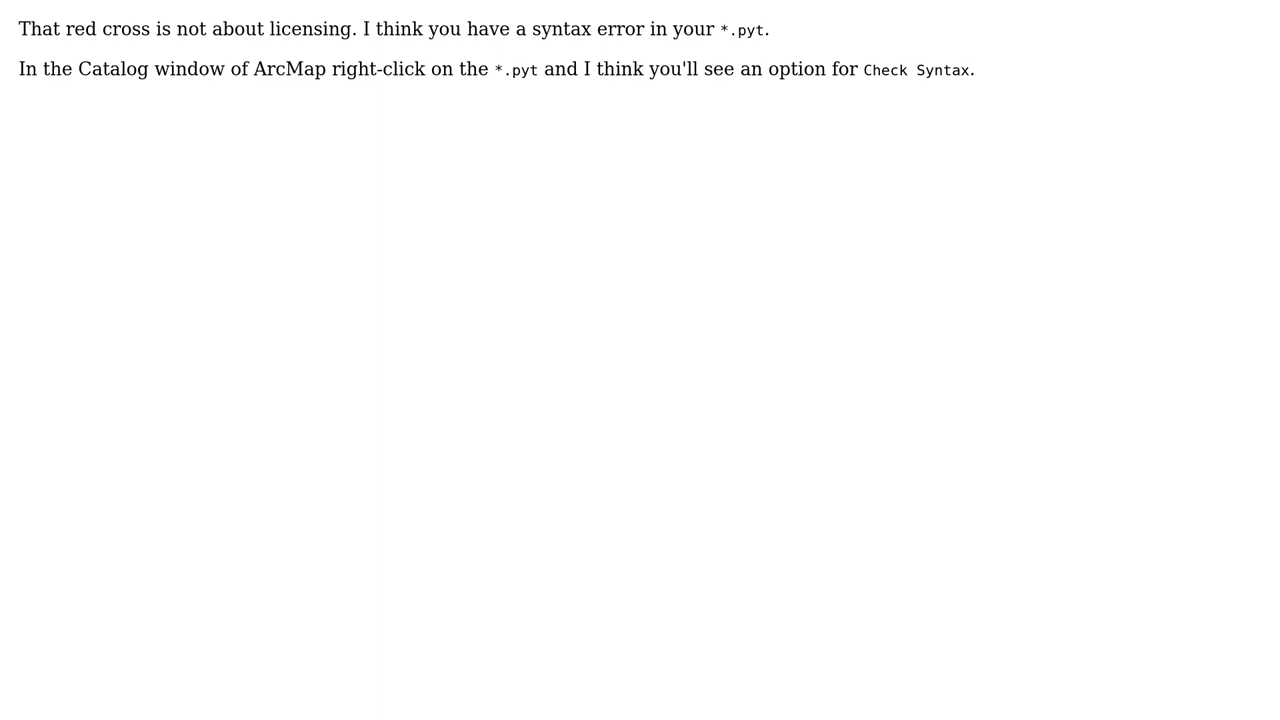 That red cross is not about licensing. I think you have a syntax error in your *.pyt.
In the Catalog window of ArcMap right-click on the *.pyt and I think you'll see an option for Check Syntax.